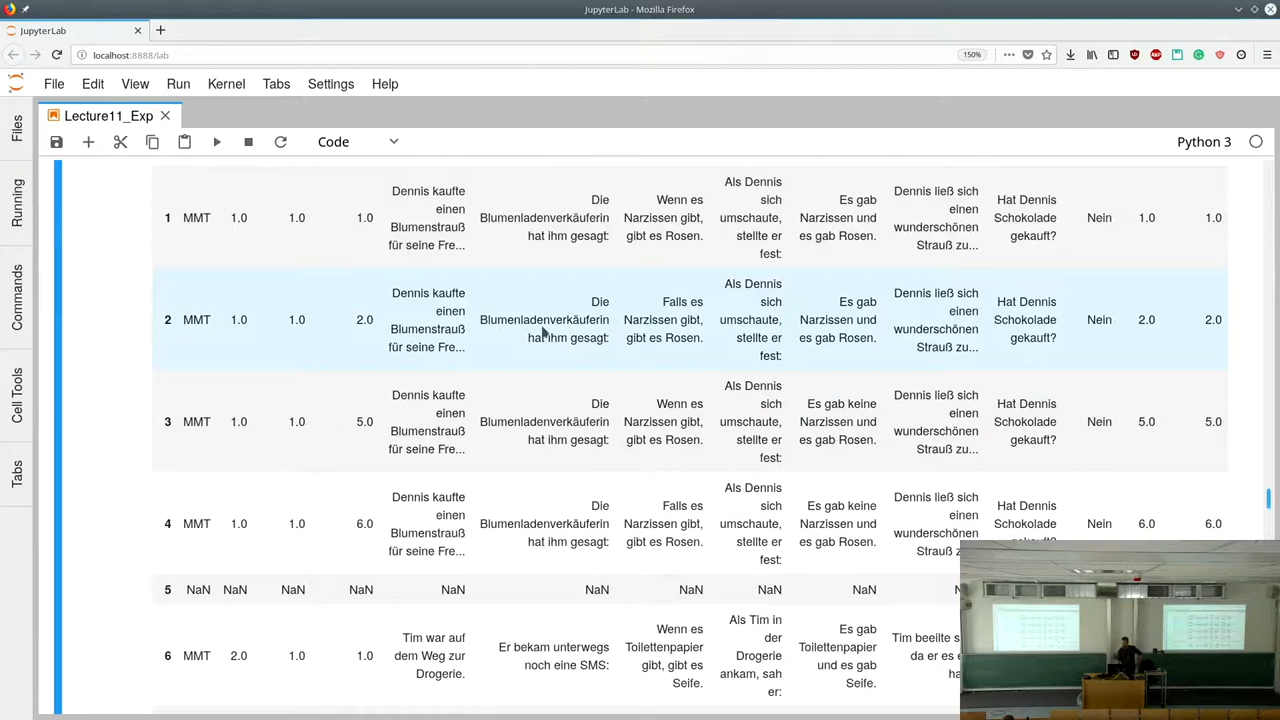 JupyterLab - Mozilla Firefox
JupyterLab
localhost:8888/lab
150%
File Edit View Run Kernel Tabs Settings Help
Files
Running
Commands
Cell Tools
Tabs
Lecture11_Exp
Code
Python 3
1 MMT 1.0 1.0 1.0
Dennis kaufte
einen
Blumenstrauß
für seine Fre...
Die
Blumenladenverkäuferin
hat ihm gesagt:
Wenn es
Narzissen gibt,
gibt es Rosen.
Als Dennis
sich
umschaute,
stellte er
fest:
Es gab
Narzissen und
es gab Rosen.
Dennis ließ sich
einen
wunderschönen
Strauß zu...
Hat Dennis
Schokolade
gekauft?
Nein 1.0 1.0
2 MMT 1.0 1.0 2.0
Dennis kaufte
einen
Blumenstrauß
für seine Fre...
Die
Blumenladenverkäuferin
hat ihm gesagt:
Falls es
Narzissen gibt,
gibt es Rosen.
Als Dennis
sich
umschaute,
stellte er
fest:
Es gab
Narzissen und
es gab Rosen.
Dennis ließ sich
einen
wunderschönen
Strauß zu...
Hat Dennis
Schokolade
gekauft?
Nein 2.0 2.0
3 MMT 1.0 1.0 5.0
Dennis kaufte
einen
Blumenstrauß
für seine Fre...
Die
Blumenladenverkäuferin
hat ihm gesagt:
Wenn es
Narzissen gibt,
gibt es Rosen.
Als Dennis
sich
umschaute,
stellte er
fest:
Es gab keine
Narzissen und
es gab Rosen.
Dennis ließ sich
einen
wunderschönen
Strauß zu...
Hat Dennis
Schokolade
gekauft?
Nein 5.0 5.0
4 MMT 1.0 1.0 6.0
Dennis kaufte
einen
Blumenstrauß
für seine Fre...
Die
Blumenladenverkäuferin
hat ihm gesagt:
Falls es
Narzissen gibt,
gibt es Rosen.
Als Dennis
sich
umschaute,
stellte er
fest:
Es gab keine
Narzissen und
es gab Rosen.
Dennis ließ sich
einen
wunderschönen
Hat Dennis
Schokolade
Nein 6.0 6.0
5 NaN NaN NaN NaN NaN NaN NaN NaN NaN
6 MMT 2.0 1.0 1.0
Tim war auf
dem Weg zur
Drogerie.
Er bekam unterwegs
noch eine SMS:
Wenn es
Toilettenpapier
gibt, gibt es
Seife.
Als Tim in
der
Drogerie
ankam, sah
er:
Es gab
Toilettenpapier
und es gab
Seife.
Tim beeilte
da er es